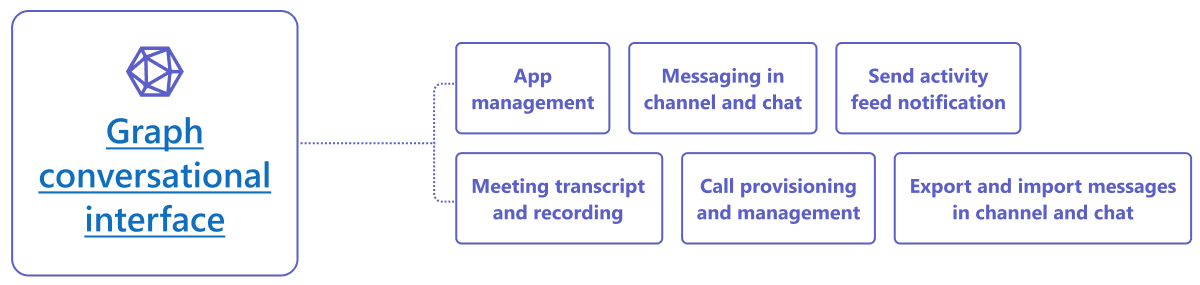 Graph
conversational
interface
App
management
Messaging in
channel and chat
Send activity
feed notification
Meeting transcript
and recording
Call provisioning
and management
Export and import messages
in channel and chat